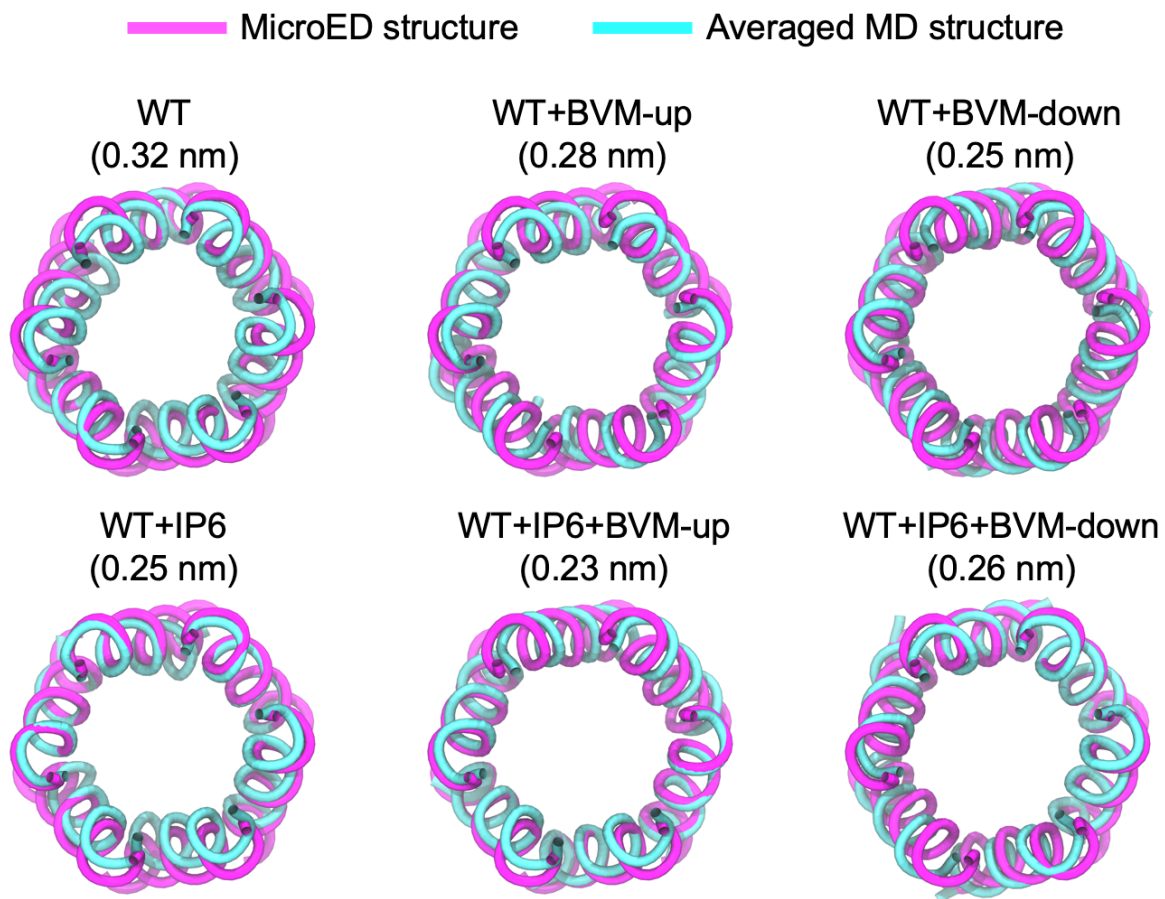 MicroED structure
Averaged MD structure
WT
(0.32 nm)
WT+BVM-up
(0.28 nm)
WT+BVM-down
(0.25 nm)
WT+IP6
(0.25 nm)
WT+IP6+BVM-up
(0.23 nm)
WT+IP6+BVM-down
(0.26 nm)